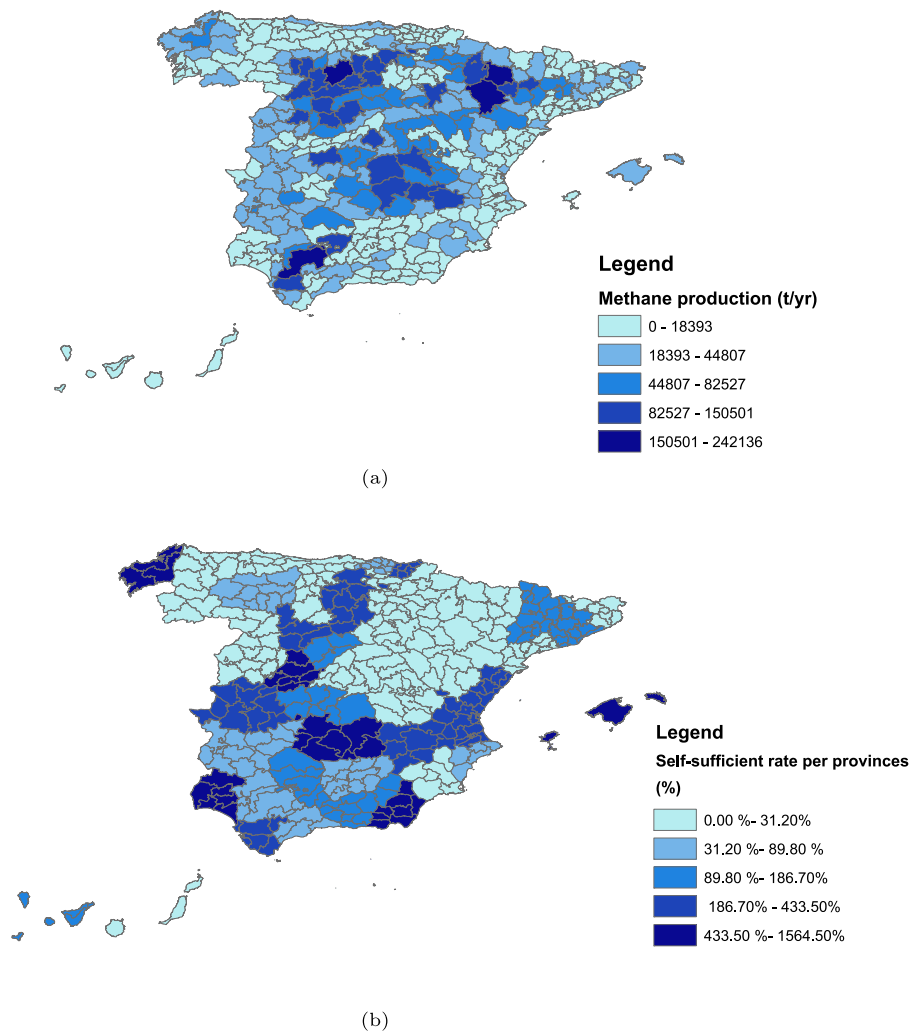 Legend
Methane production (t/yr)
0 - 18393
18393 - 44807
44807 - 82527
82527 - 150501
150501 - 242136
(a)
Legend
Self-sufficient rate per provinces
(%)
0.00 %- 31.20%
31.20 %- 89.80 %
89.80 %- 186.70%
186.70%- 433.50%
433.50 %- 1564.50%
(b)